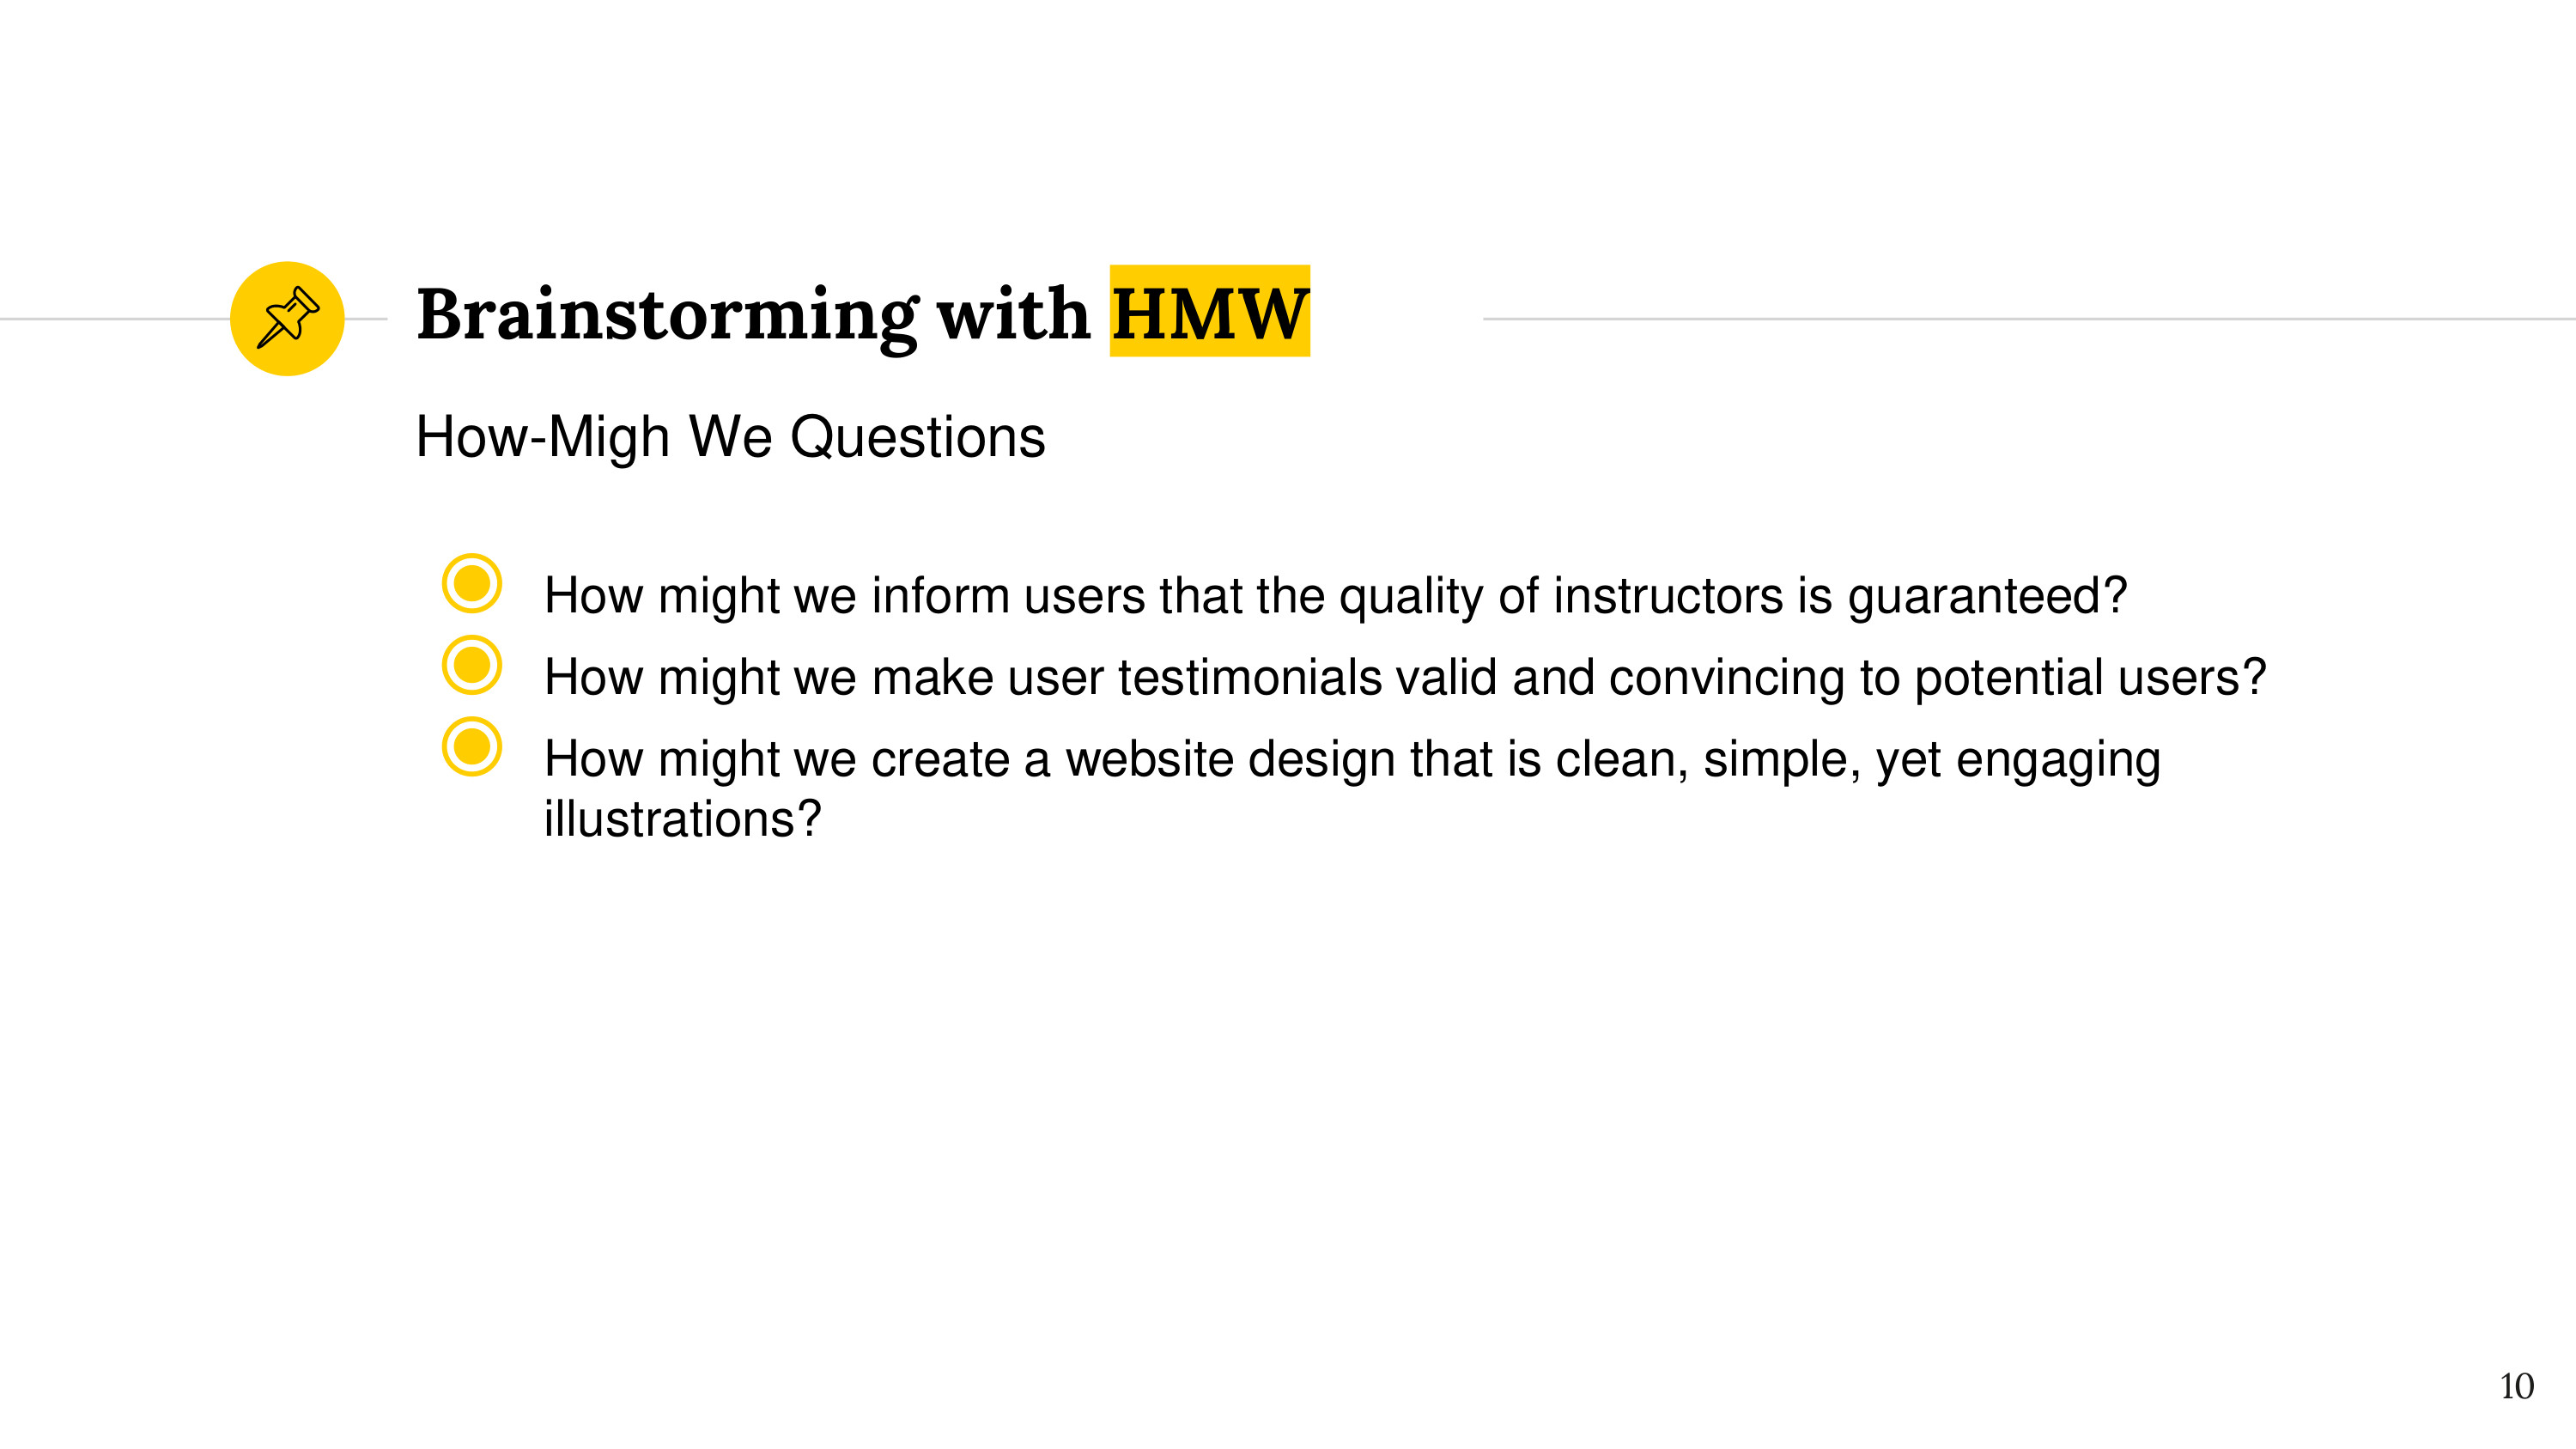 Brainstorming with HMW
How-Migh We Questions
How might we inform users that the quality of instructors is guaranteed?
How might we make user testimonials valid and convincing to potential users?
How might we create a website design that is clean, simple, yet engaging
illustrations?
10